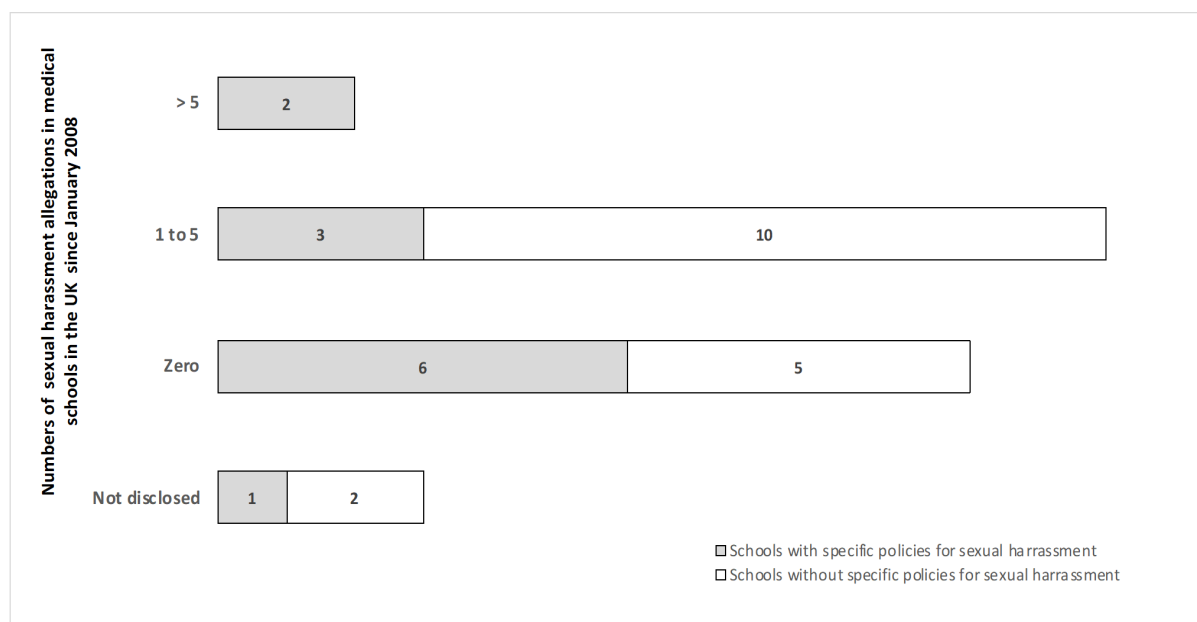 Numbers of sexual harassment allegations in medical
schools in the UK since January 2008
> 5
2
1 to 5
3
10
Zero
6
5
Not disclosed
1
2
Schools with specific policies for sexual harrassment
Schools without specific policies for sexual harrassment